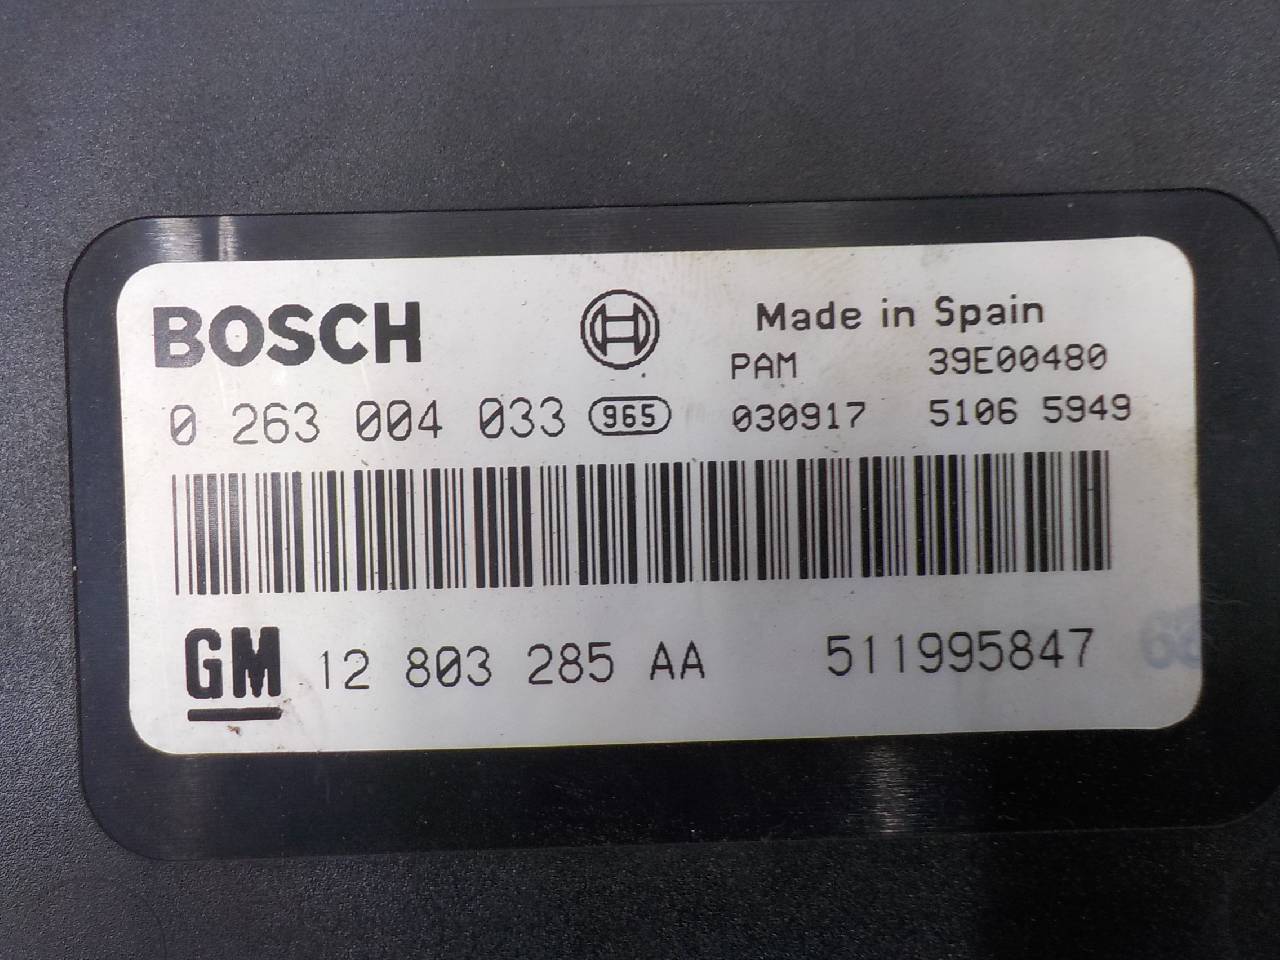 BOSCH
Made in Spain
PAM 39E00480
0 263 004 033 965 030917 5106 5949
GM 12 803 285 AA 511995847